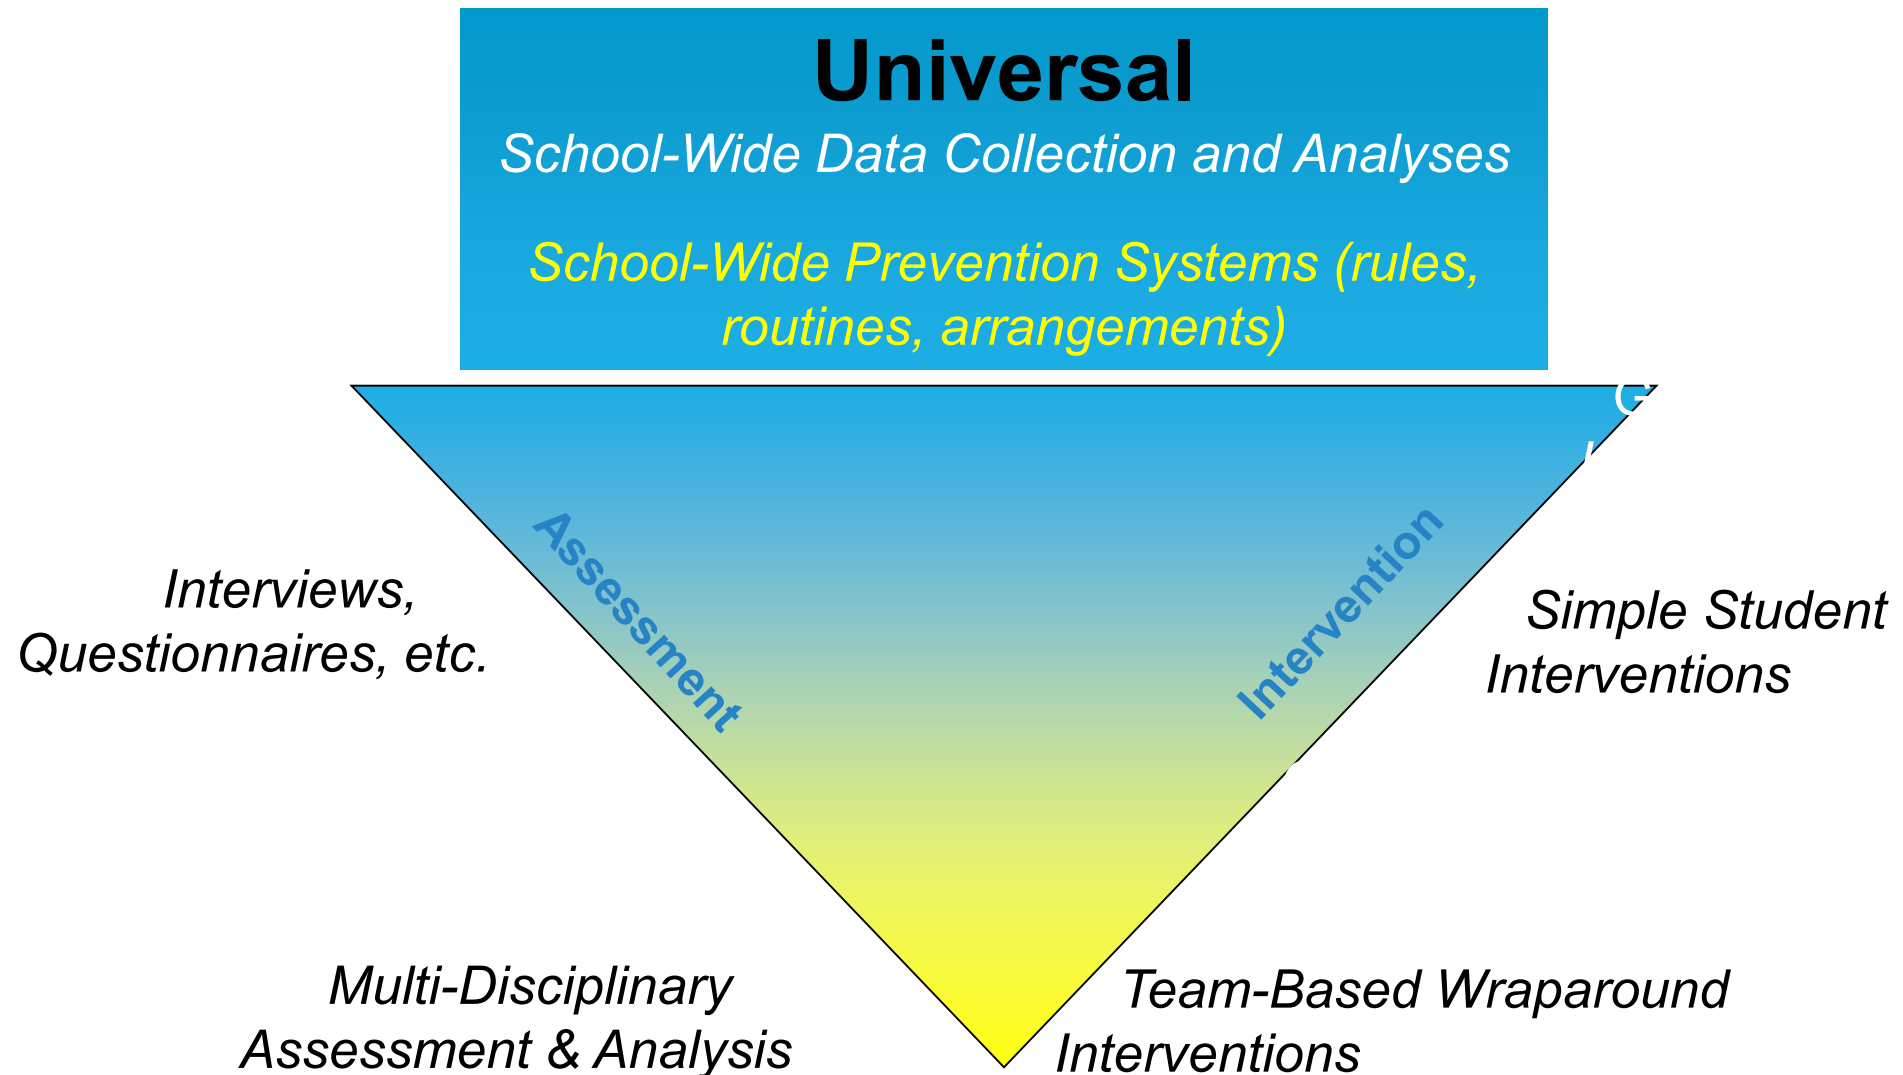 Universal
School-Wide Data Collection and Analyses
School-Wide Prevention Systems (rules,
routines, arrangements)
Assessment
Intervention
Interviews,
Questionnaires, etc.
Simple Student
Interventions
Multi-Disciplinary
Assessment & Analysis
Team-Based Wraparound
Interventions